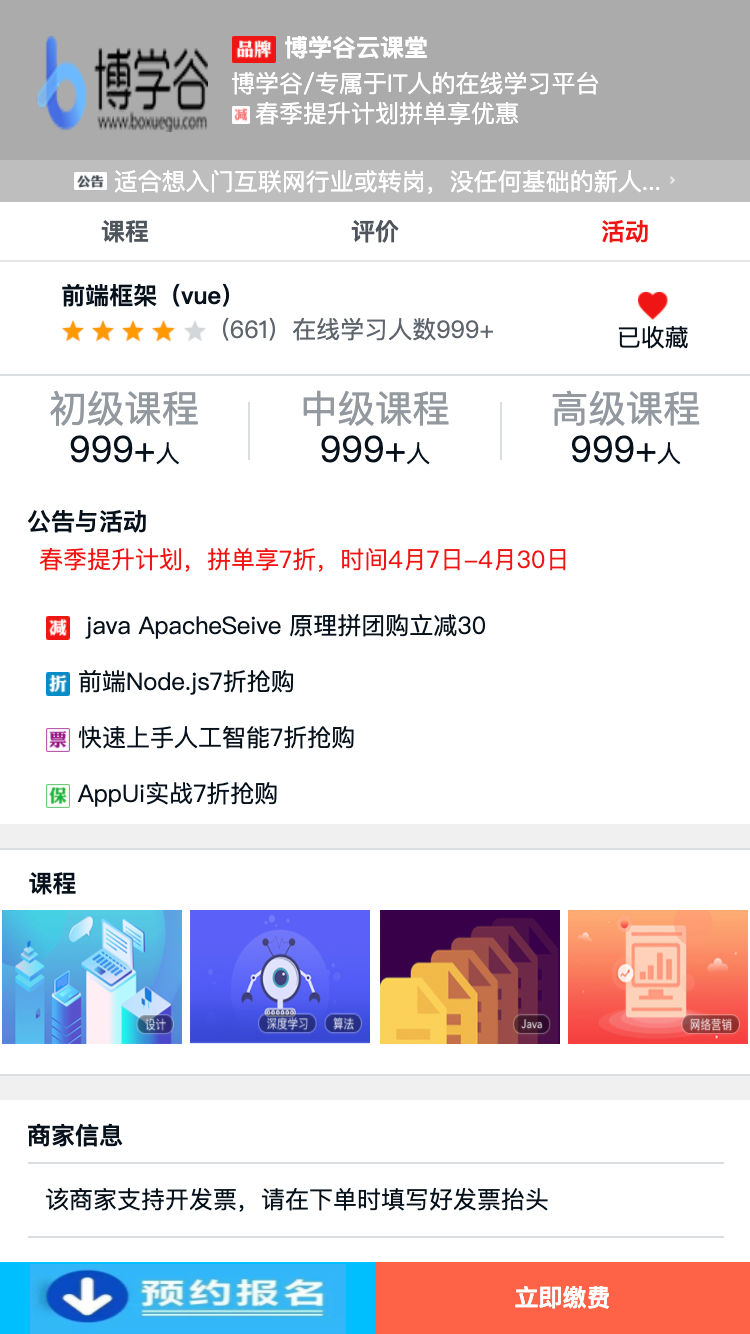 博学谷
www.boxuegu.com
品牌 博学谷云课堂
博学谷/专属于IT人的在线学习平台
减 春季提升计划拼单享优惠
公告 适合想入门互联网行业或转岗，没任何基础的新人... ›
课程 评价 活动
前端框架（vue）
（661） 在线学习人数999+
已收藏
初级课程 中级课程 高级课程
999+人 999+人 999+人
公告与活动
春季提升计划，拼单享7折，时间4月7日–4月30日
减 java ApacheSeive 原理拼团购立减30
折 前端Node.js7折抢购
票 快速上手人工智能7折抢购
保 AppUi实战7折抢购
课程
设计 深度学习 算法 Java 网络营销
商家信息
该商家支持开发票，请在下单时填写好发票抬头
预约报名 立即缴费